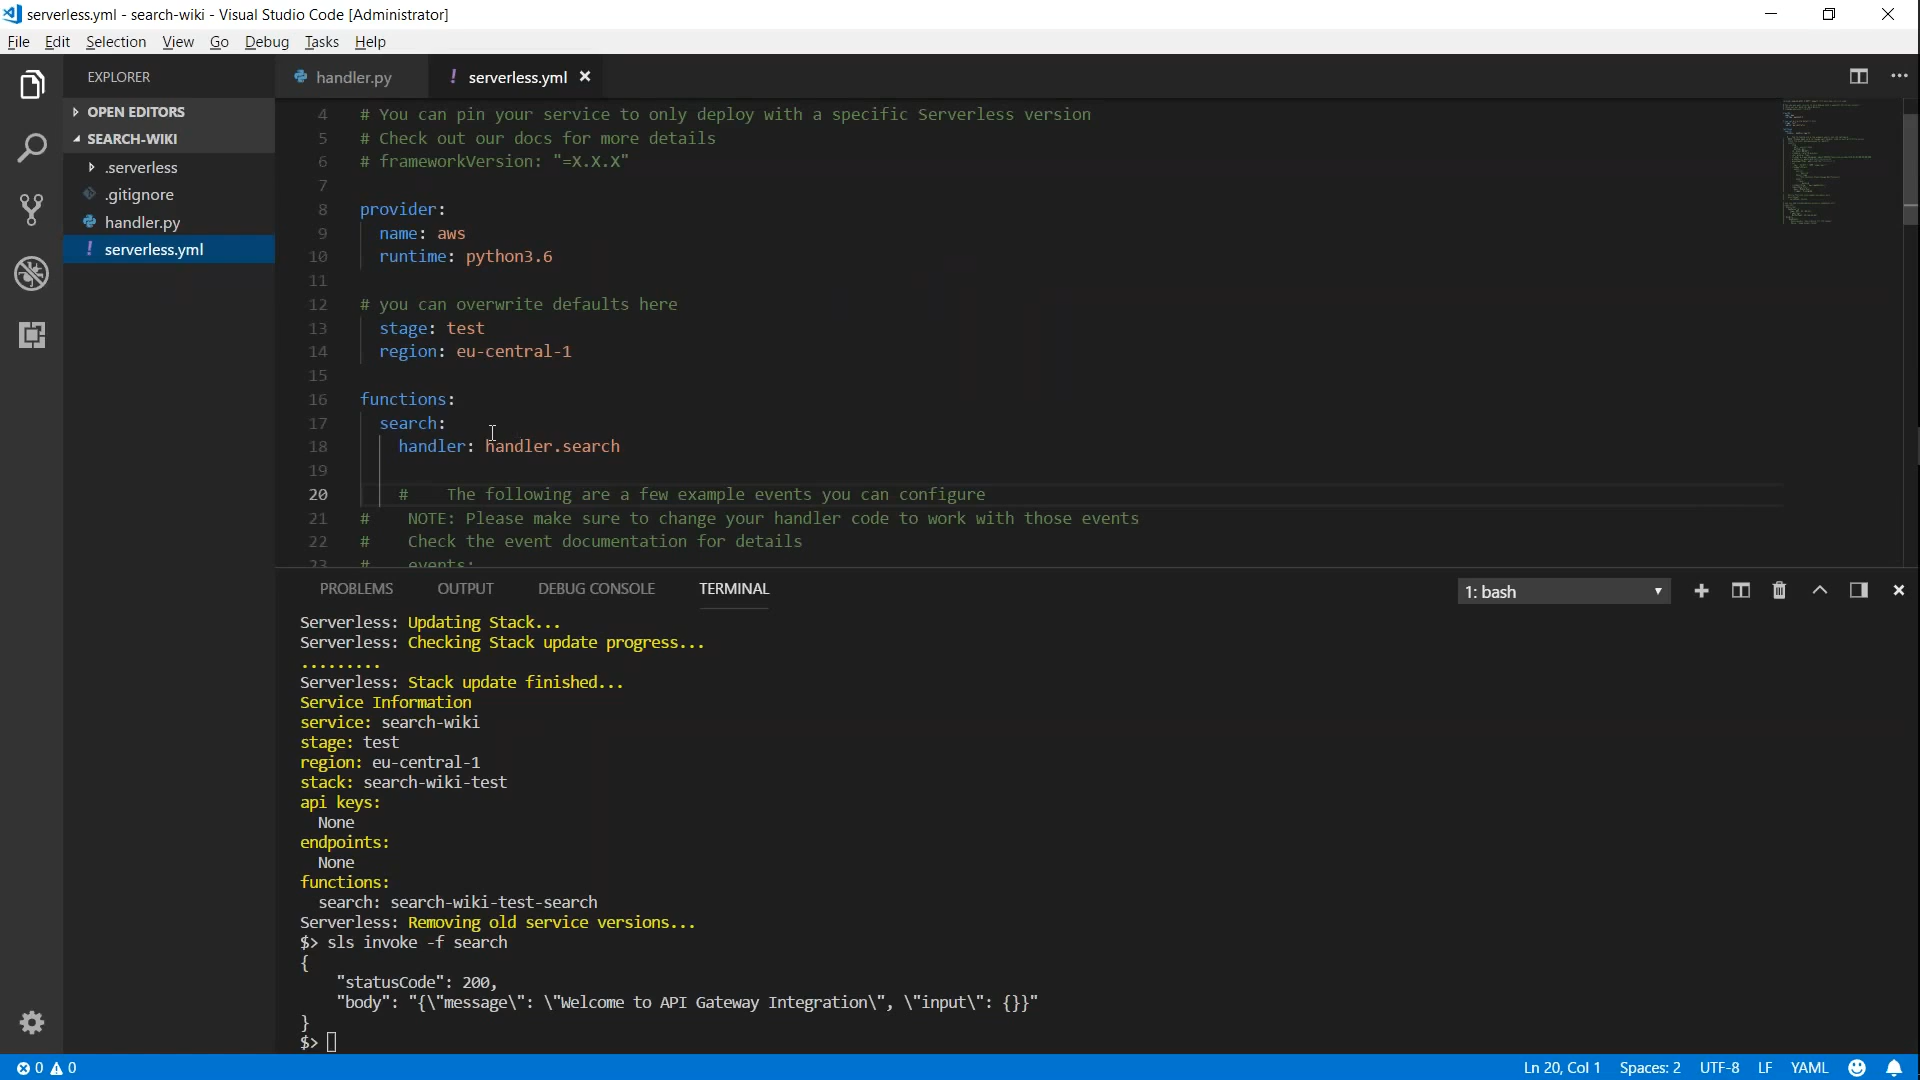 serverless.yml - search-wiki - Visual Studio Code [Administrator]
File Edit Selection View Go Debug Tasks Help
EXPLORER
OPEN EDITORS
SEARCH-WIKI
.serverless
.gitignore
handler.py
! serverless.yml
handler.py
! serverless.yml
4 # You can pin your service to only deploy with a specific Serverless version
5 # Check out our docs for more details
6 # frameworkVersion: "=X.X.X"
7
8 provider:
9 name: aws
10 runtime: python3.6
11
12 # you can overwrite defaults here
13 stage: test
14 region: eu-central-1
15
16 functions:
17 search:
18 handler: handler.search
19
20 # The following are a few example events you can configure
21 # NOTE: Please make sure to change your handler code to work with those events
22 # Check the event documentation for details
23 # events:
PROBLEMS OUTPUT DEBUG CONSOLE TERMINAL
1: bash
Serverless: Updating Stack...
Serverless: Checking Stack update progress...
.........
Serverless: Stack update finished...
Service Information
service: search-wiki
stage: test
region: eu-central-1
stack: search-wiki-test
api keys:
None
endpoints:
None
functions:
search: search-wiki-test-search
Serverless: Removing old service versions...
$> sls invoke -f search
{
"statusCode": 200,
"body": "{\"message\": \"Welcome to API Gateway Integration\", \"input\": {}}"
}
$>
0 0
Ln 20, Col 1 Spaces: 2 UTF-8 LF YAML